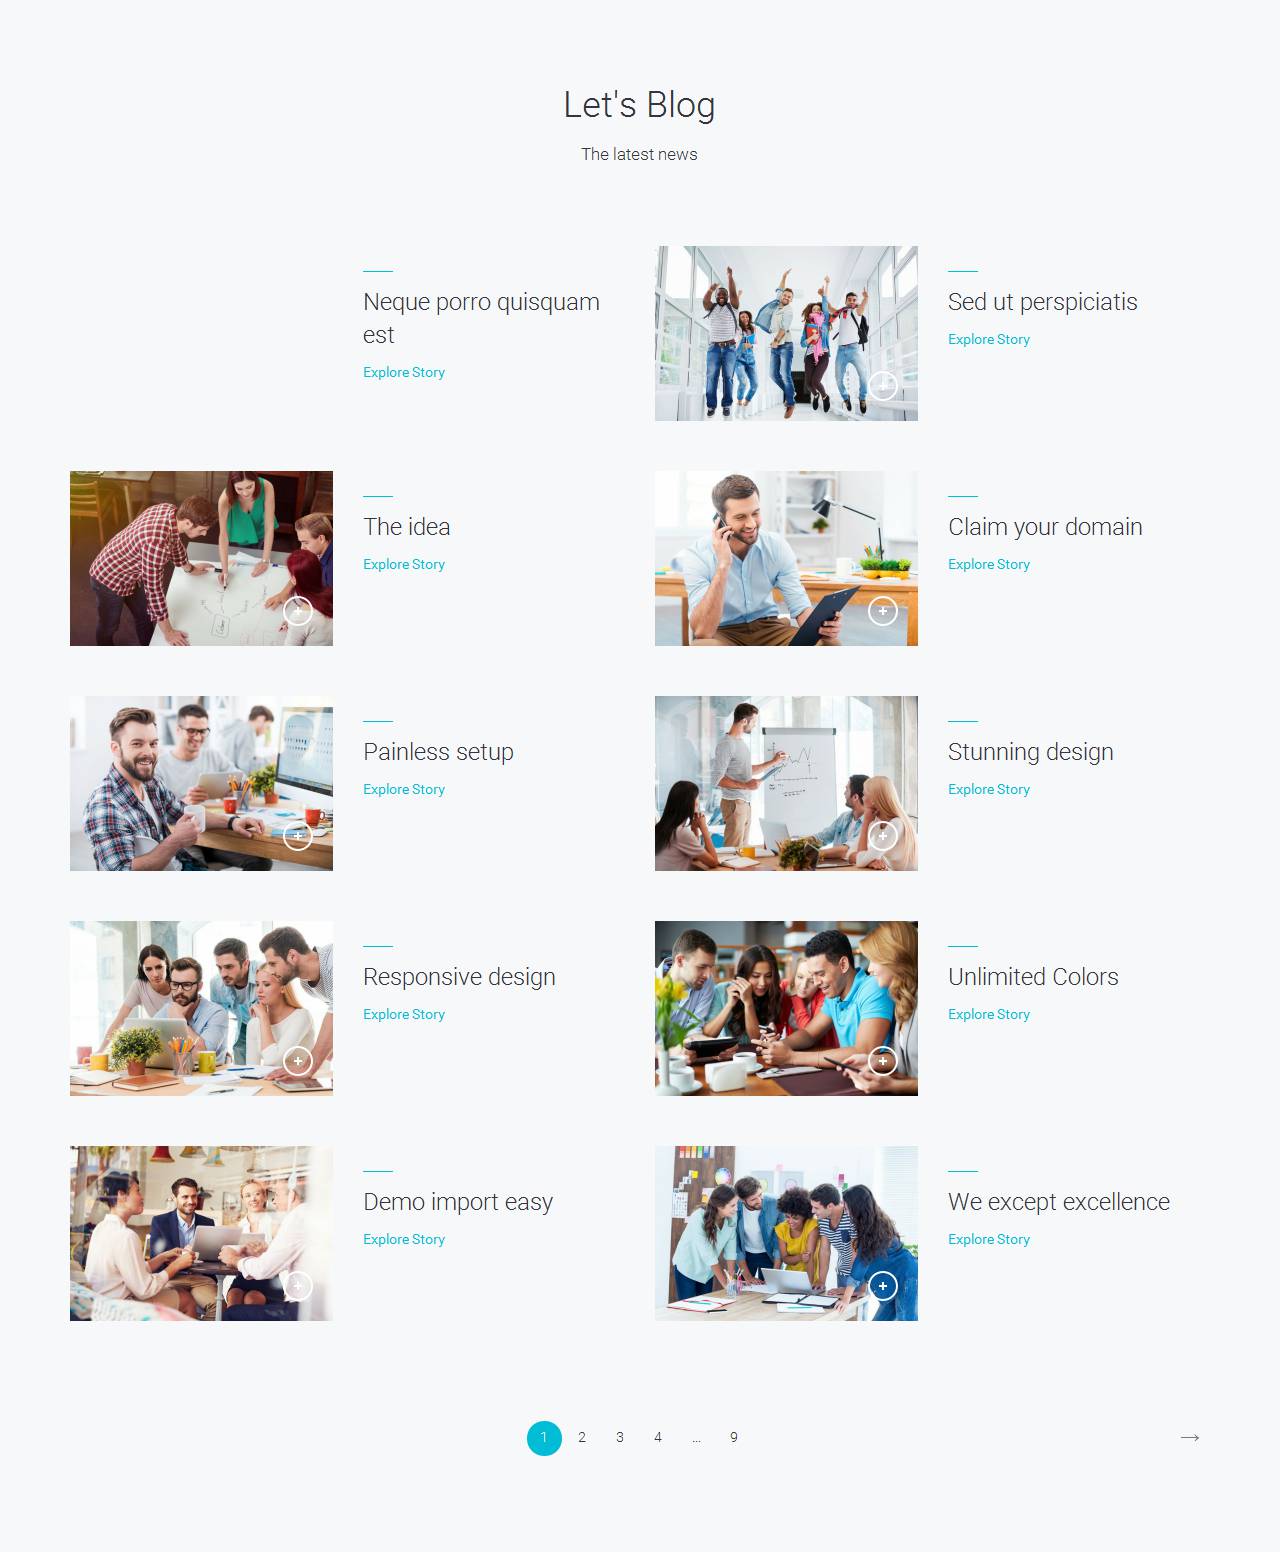 Let's Blog
The latest news
Neque porro quisquam
est
Explore Story
Sed ut perspiciatis
Explore Story
The idea
Explore Story
Claim your domain
Explore Story
Painless setup
Explore Story
Stunning design
Explore Story
Responsive design
Explore Story
Unlimited Colors
Explore Story
Demo import easy
Explore Story
We except excellence
Explore Story
1 2 3 4 ... 9 →